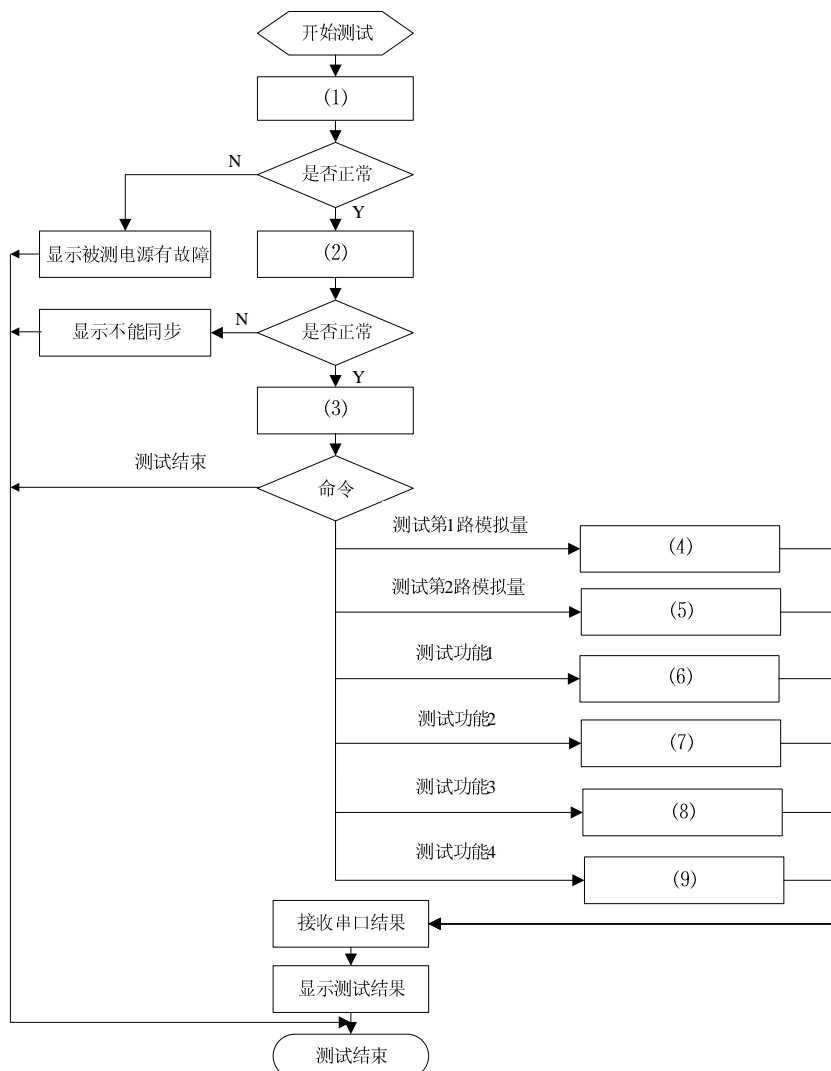 开始测试
(1)
是否正常
N
Y
显示被测电源有故障
(2)
显示不能同步
N
是否正常
Y
(3)
测试结束
命令
测试第1路模拟量
(4)
测试第2路模拟量
(5)
测试功能1
(6)
测试功能2
(7)
测试功能3
(8)
测试功能4
(9)
接收串口结果
显示测试结果
测试结束